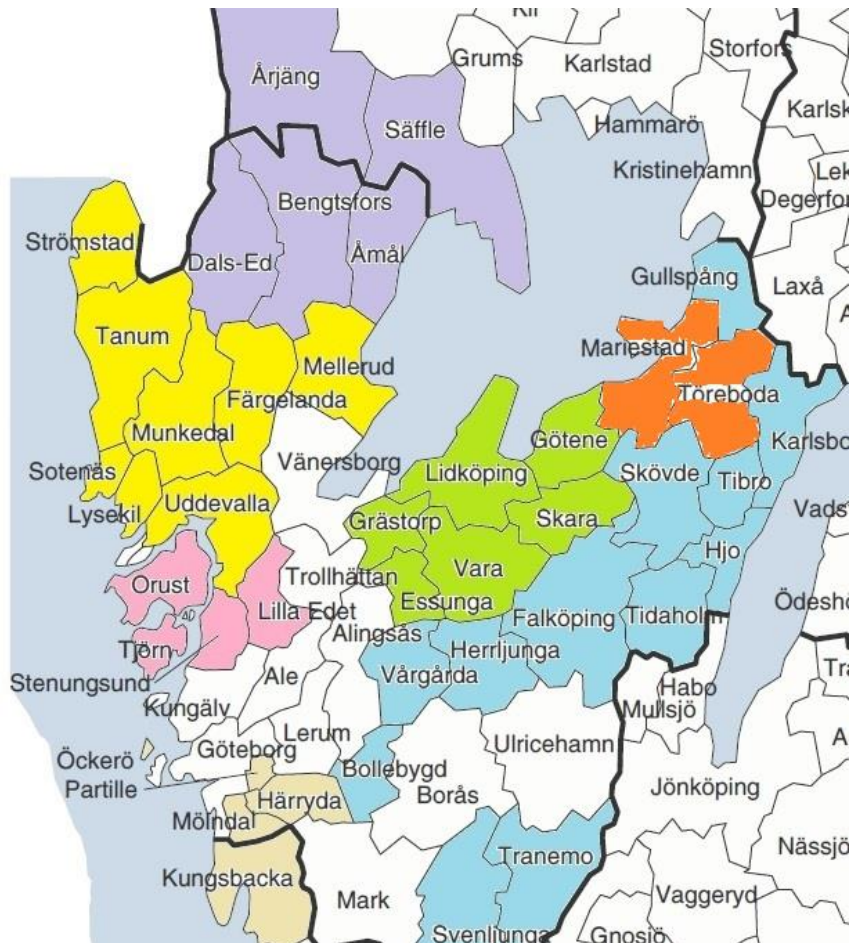 Kil
Storfors
Grums
Karlstad
Årjäng
Karlsk
Säffle
Hammarö
Kristinehamn
Lek
Degerfor
Bengtsfors
Strömstad
Dals-Ed
Åmål
Gullspång
Laxå
A
Tanum
Mariestad
Mellerud
Töreboda
Färgelanda
Munkedal
Götene
Karlsbo
Vänersborg
Sotenäs
Lidköping
Skövde
Tibro
Uddevalla
Lysekil
Grästorp
Skara
Vads
Hjo
Vara
Trollhättan
Orust
Lilla Edet
Essunga
Falköping
Tidaholm
Ödeshö
Alingsås
Tjörn
Herrljunga
Vårgårda
Tra
Stenungsund
Ale
Habo
Kungälv
Mullsjö
Lerum
Ulricehamn
A
Göteborg
Öckerö
Bollebygd
Partille
Borås
Jönköping
Härryda
Mölndal
Nässjö
Tranemo
Kungsbacka
Mark
Vaggeryd
Svenljunga
Gnosjö